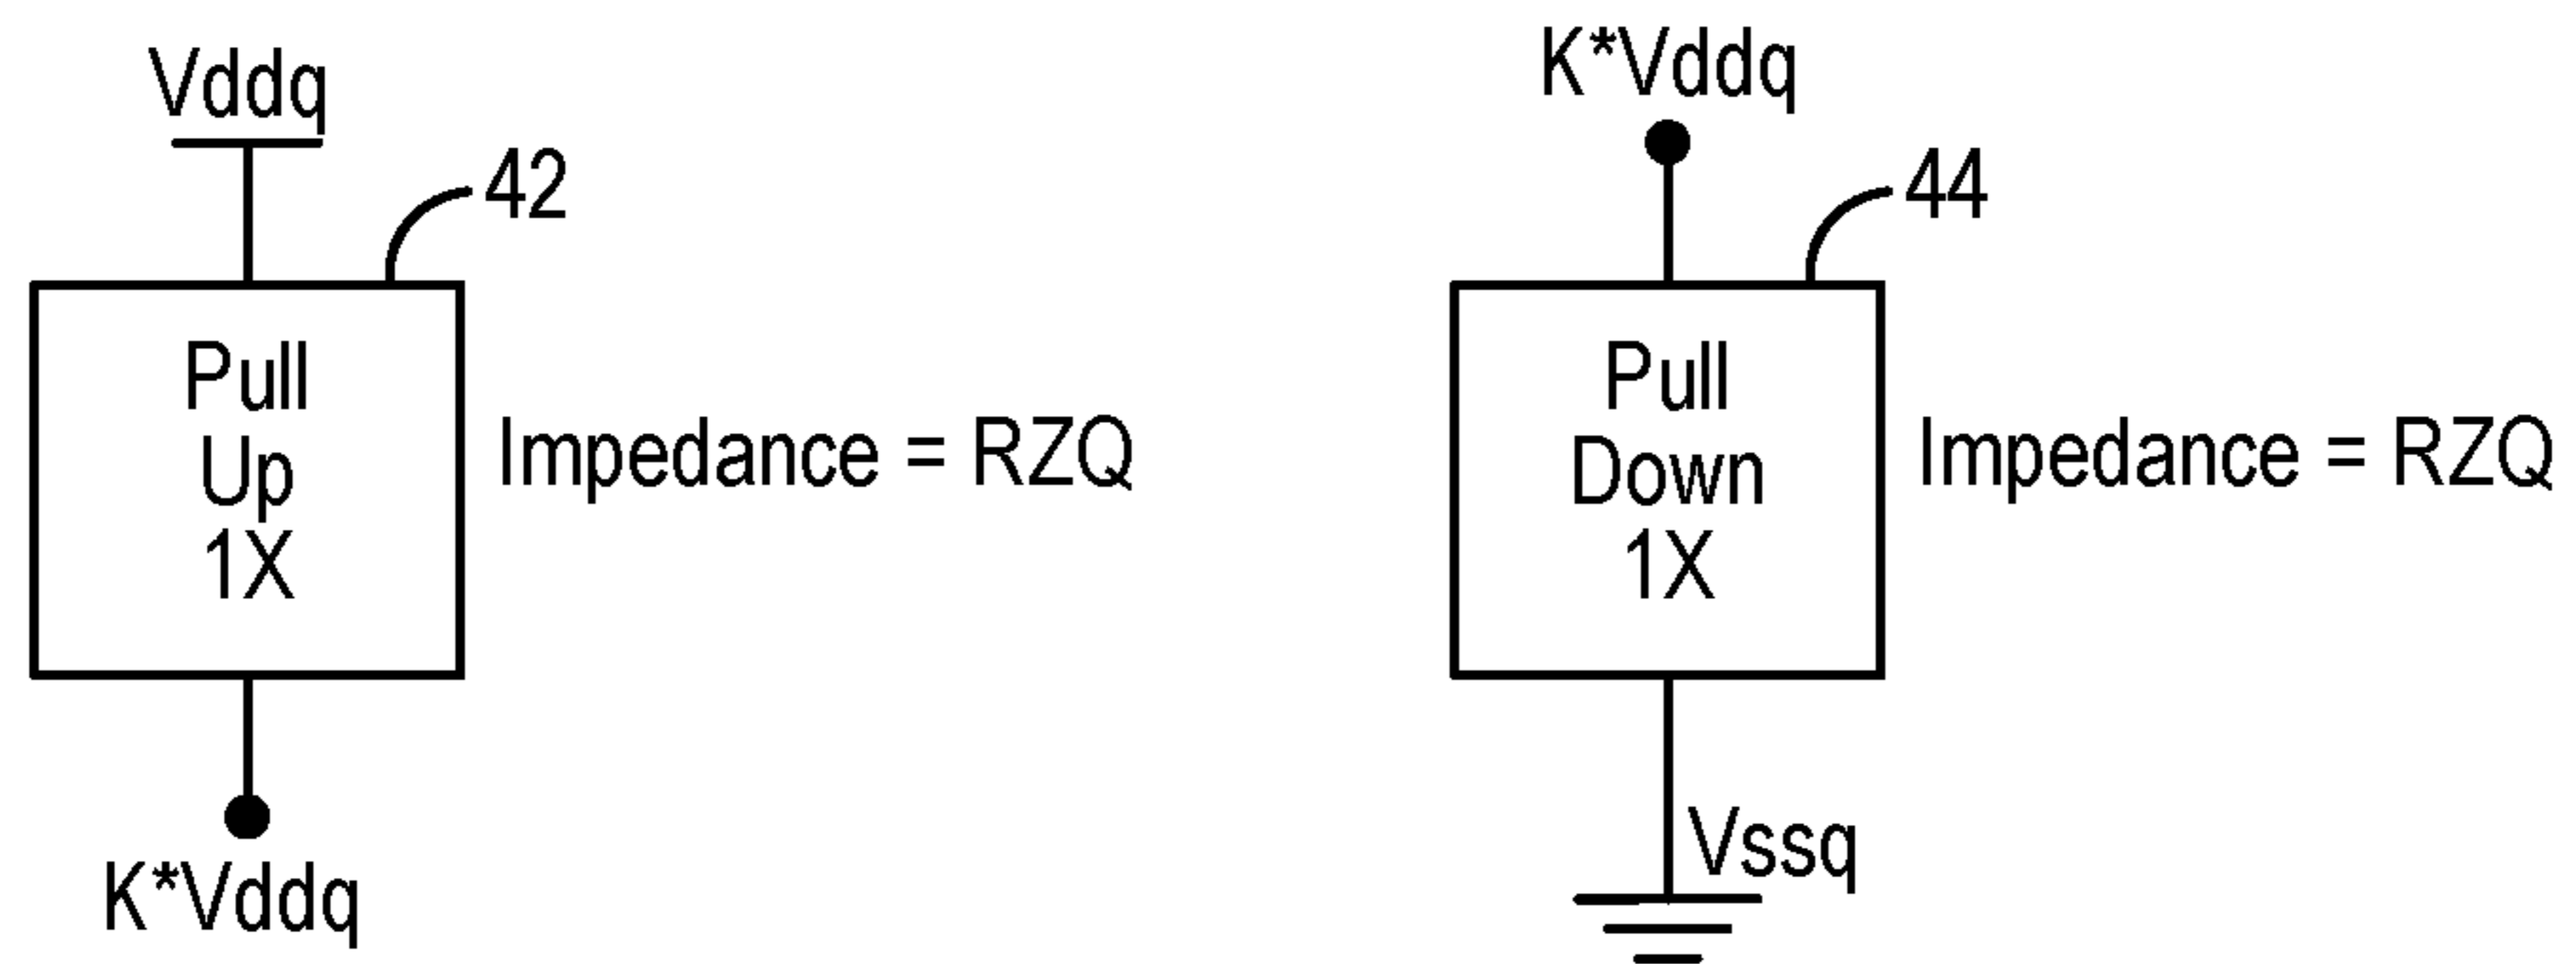 Vddq
42
Pull
Up
1X
Impedance = RZQ
K*Vddq
K*Vddq
44
Pull
Down
1X
Impedance = RZQ
Vssq